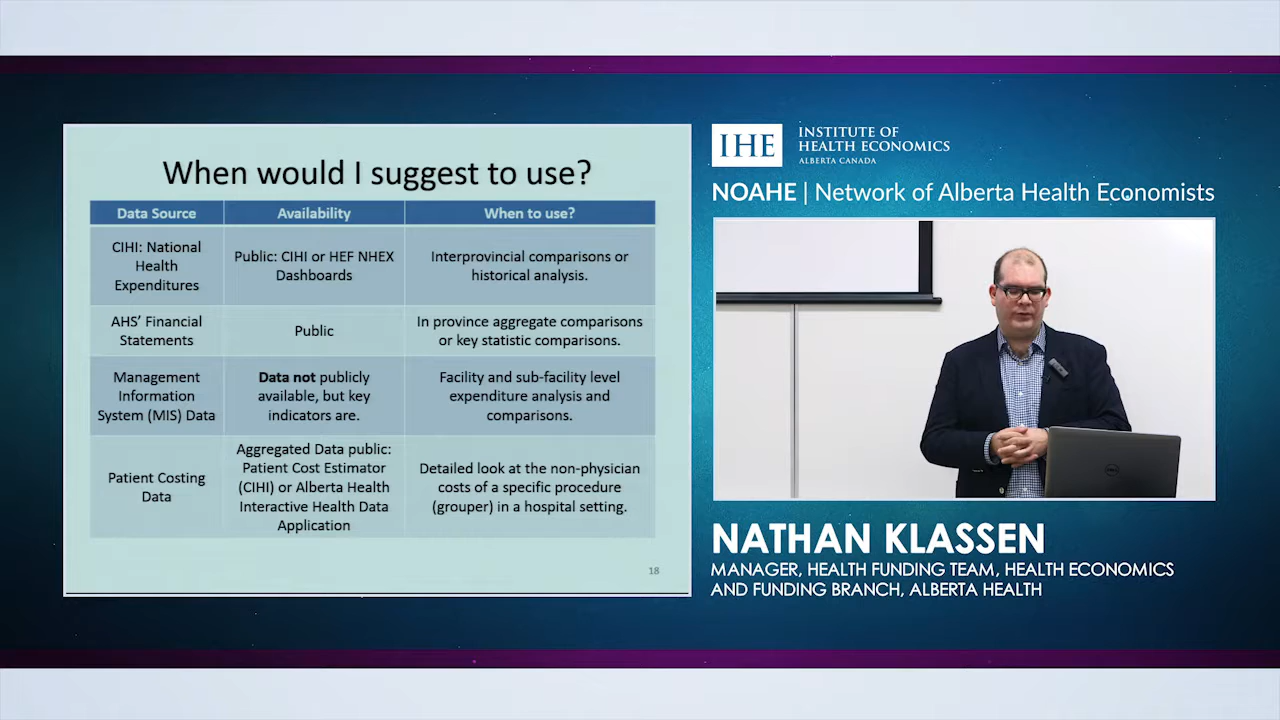 When would I suggest to use?
Data Source
Availability
When to use?
CIHI: National
Health
Expenditures
Public: CIHI or HEF NHEX
Dashboards
Interprovincial comparisons or
historical analysis.
AHS’ Financial
Statements
Public
In province aggregate comparisons
or key statistic comparisons.
Management
Information
System (MIS) Data
Data not publicly
available, but key
indicators are.
Facility and sub-facility level
expenditure analysis and
comparisons.
Patient Costing
Data
Aggregated Data public:
Patient Cost Estimator
(CIHI) or Alberta Health
Interactive Health Data
Application
Detailed look at the non-physician
costs of a specific procedure
(grouper) in a hospital setting.
18
IHE
INSTITUTE OF
HEALTH ECONOMICS
ALBERTA CANADA
NOAHE | Network of Alberta Health Economists
DELL
NATHAN KLASSEN
MANAGER, HEALTH FUNDING TEAM, HEALTH ECONOMICS
AND FUNDING BRANCH, ALBERTA HEALTH